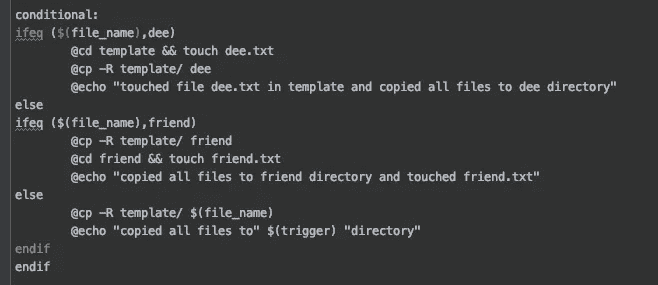 conditional:
ifeq ($(file_name),dee)
        @cd template && touch dee.txt
        @cp -R template/ dee
        @echo "touched file dee.txt in template and copied all files to dee directory"
else
ifeq ($(file_name),friend)
        @cp -R template/ friend
        @cd friend && touch friend.txt
        @echo "copied all files to friend directory and touched friend.txt"
else
        @cp -R template/ $(file_name)
        @echo "copied all files to" $(trigger) "directory"
endif
endif